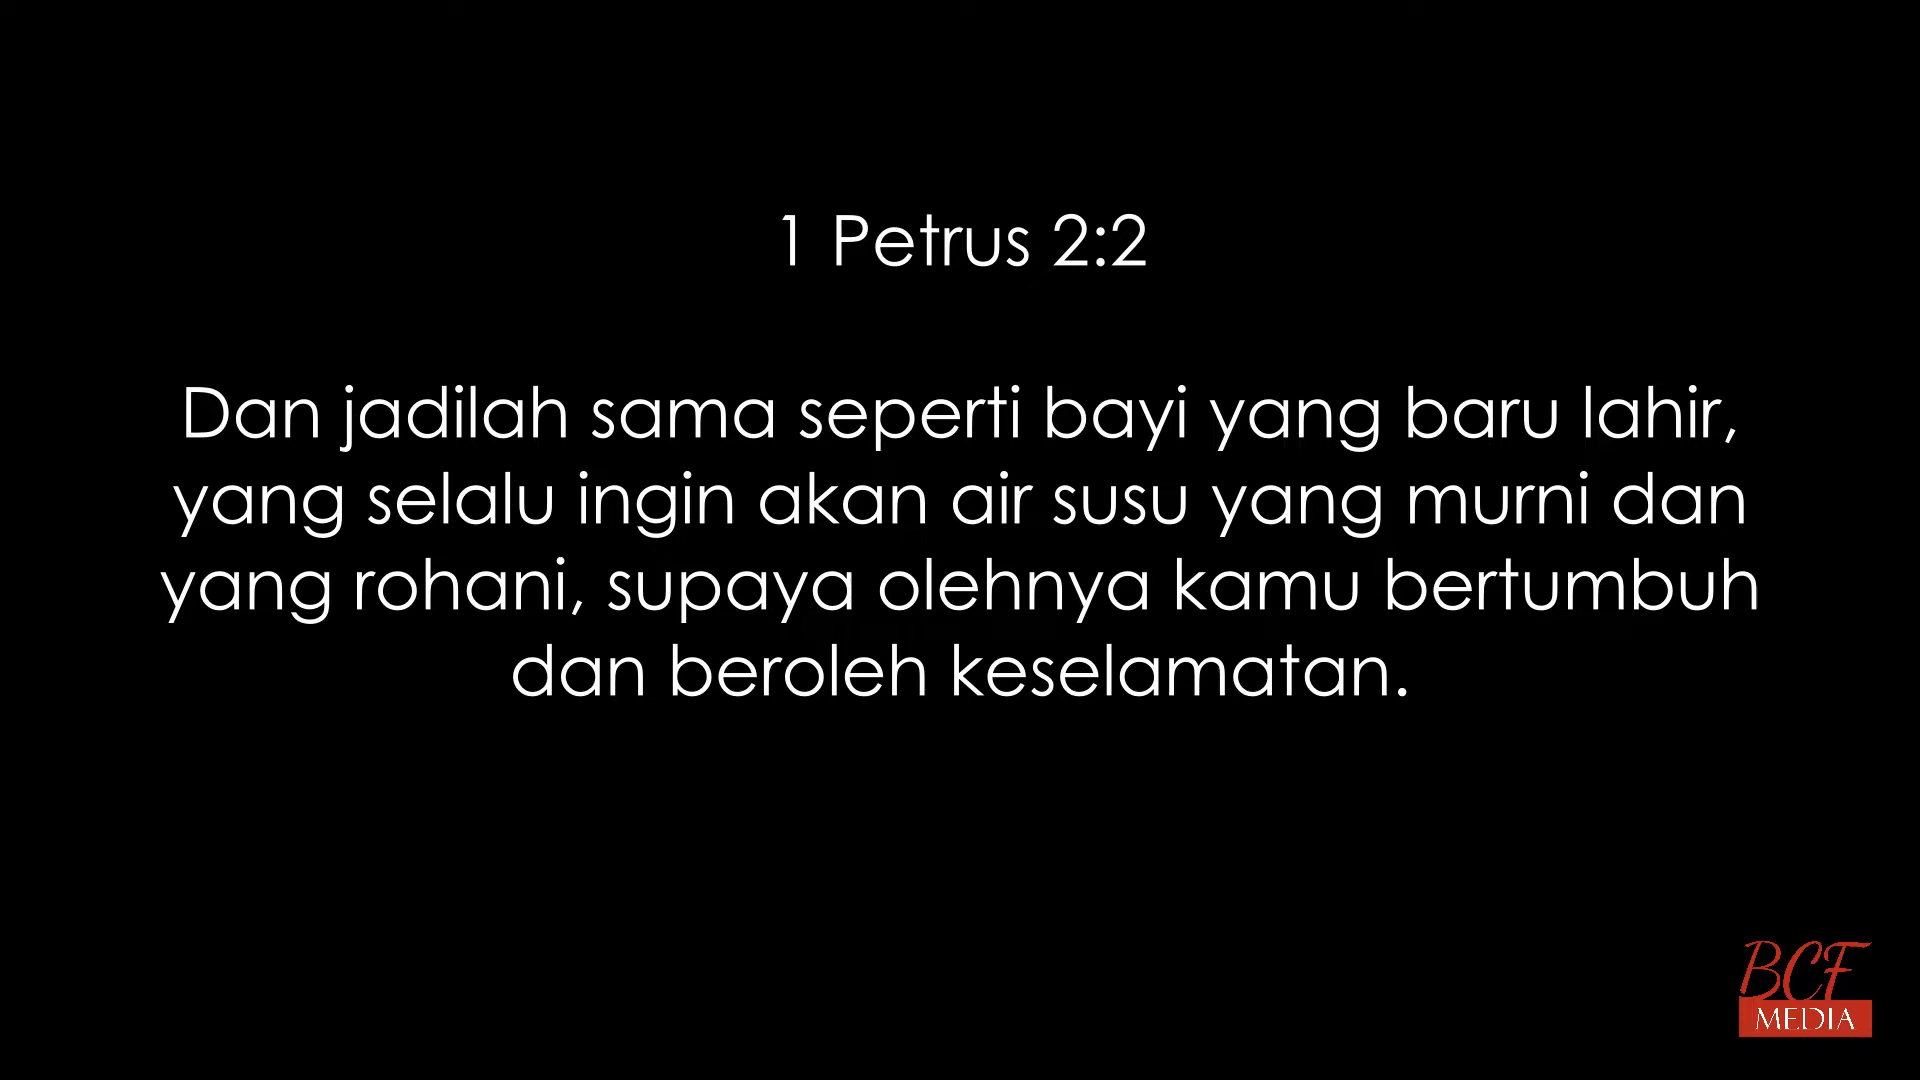 1 Petrus 2:2
Dan jadilah sama seperti bayi yang baru lahir,
yang selalu ingin akan air susu yang murni dan
yang rohani, supaya olehnya kamu bertumbuh
dan beroleh keselamatan.
BCF
MEDIA